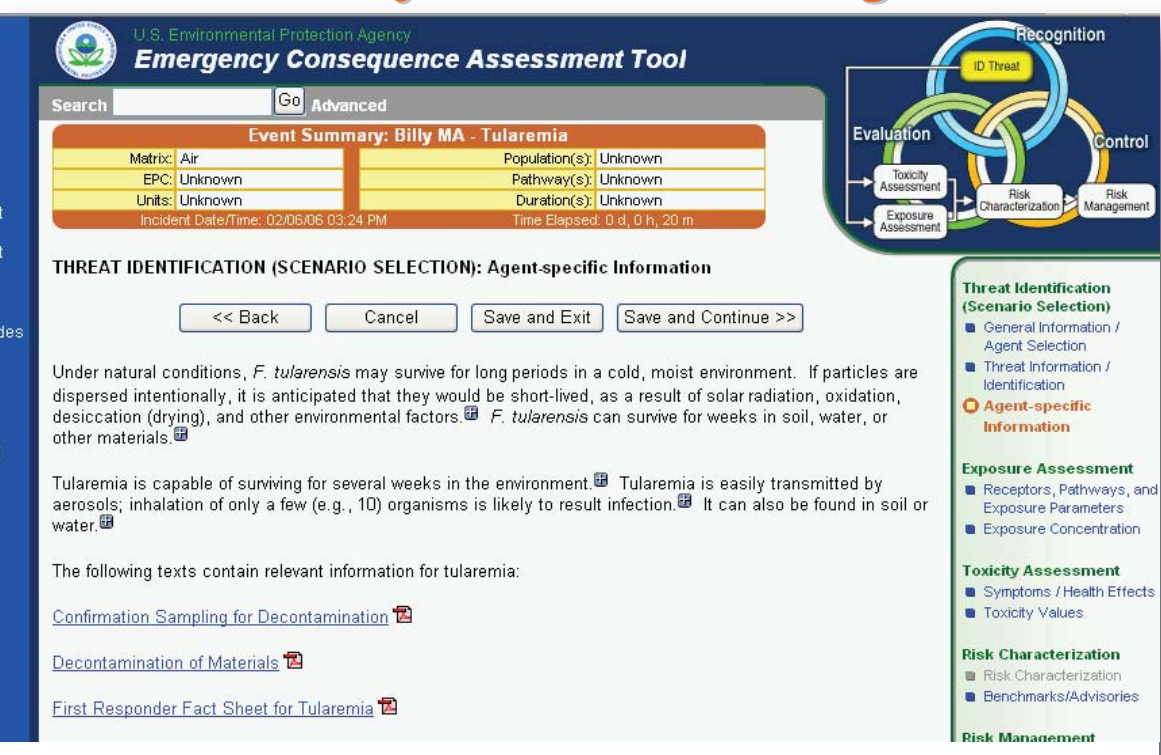 U.S. Environmental Protection Agency
Emergency Consequence Assessment Tool
Search Go Advanced
Event Summary: Billy MA - Tularemia
Matrix: Air Population(s): Unknown
EPC: Unknown Pathway(s): Unknown
Units: Unknown Duration(s): Unknown
Incident Date/Time: 02/06/06 03:24 PM Time Elapsed: 0 d, 0 h, 20 m
Recognition
ID Threat
Evaluation
Control
Toxicity
Assessment
Exposure
Assessment
Risk
Characterization
Risk
Management
THREAT IDENTIFICATION (SCENARIO SELECTION): Agent-specific Information
<< Back Cancel Save and Exit Save and Continue >>
Under natural conditions, F. tularensis may survive for long periods in a cold, moist environment. If particles are
dispersed intentionally, it is anticipated that they would be short-lived, as a result of solar radiation, oxidation,
desiccation (drying), and other environmental factors. F. tularensis can survive for weeks in soil, water, or
other materials.
Tularemia is capable of surviving for several weeks in the environment. Tularemia is easily transmitted by
aerosols; inhalation of only a few (e.g., 10) organisms is likely to result infection. It can also be found in soil or
water.
The following texts contain relevant information for tularemia:
Confirmation Sampling for Decontamination
Decontamination of Materials
First Responder Fact Sheet for Tularemia
Threat Identification
(Scenario Selection)
General Information /
Agent Selection
Threat Information /
Identification
Agent-specific
Information
Exposure Assessment
Receptors, Pathways, and
Exposure Parameters
Exposure Concentration
Toxicity Assessment
Symptoms / Health Effects
Toxicity Values
Risk Characterization
Risk Characterization
Benchmarks/Advisories
Risk Management